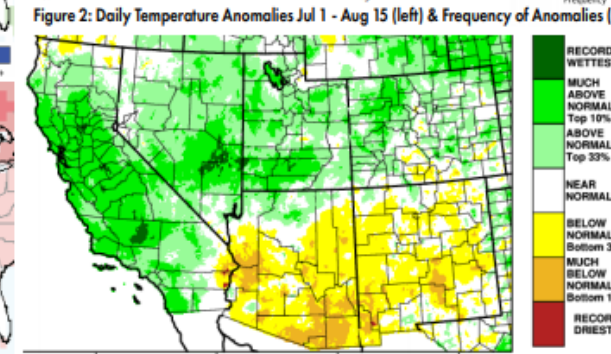 Figure 2: Daily Temperature Anomalies Jul 1 - Aug 15 (left) & Frequency of Anomalies (
RECORD
WETTES
MUCH
ABOVE
NORMAL
Top 10%
ABOVE
NORMAL
Top 33%
NEAR
NORMAL
BELOW
NORMAL
Bottom 3
MUCH
BELOW
NORMAL
Bottom 1
RECOR
DRIEST